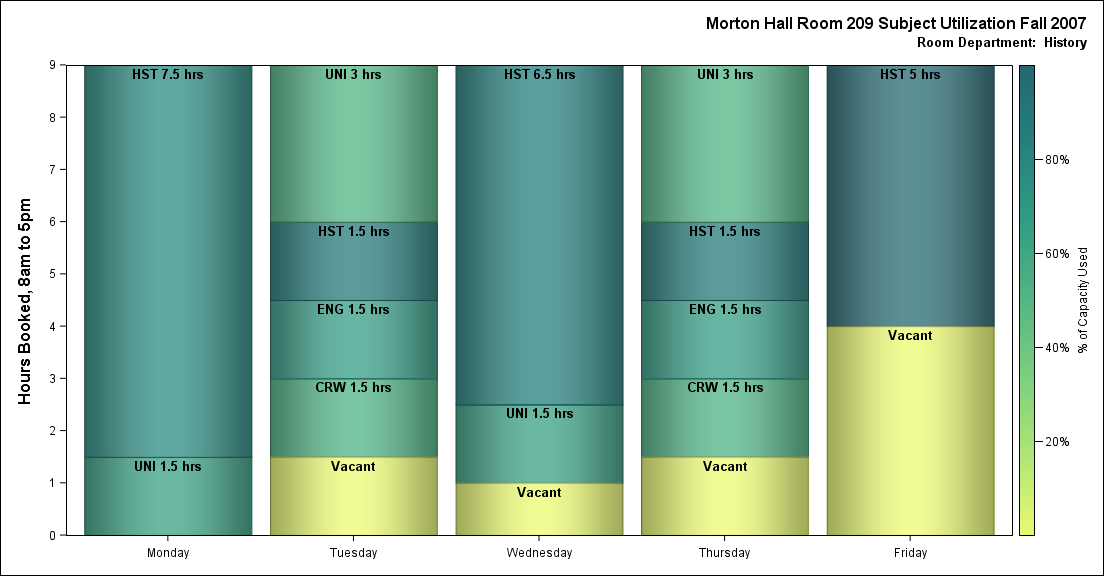 Morton Hall Room 209 Subject Utilization Fall 2007
Room Department:  History
Hours Booked, 8am to 5pm
9
8
7
6
5
4
3
2
1
0
HST 7.5 hrs
UNI 1.5 hrs
UNI 3 hrs
HST 1.5 hrs
ENG 1.5 hrs
CRW 1.5 hrs
Vacant
HST 6.5 hrs
UNI 1.5 hrs
Vacant
UNI 3 hrs
HST 1.5 hrs
ENG 1.5 hrs
CRW 1.5 hrs
Vacant
HST 5 hrs
Vacant
Monday
Tuesday
Wednesday
Thursday
Friday
80%
60%
40%
20%
% of Capacity Used